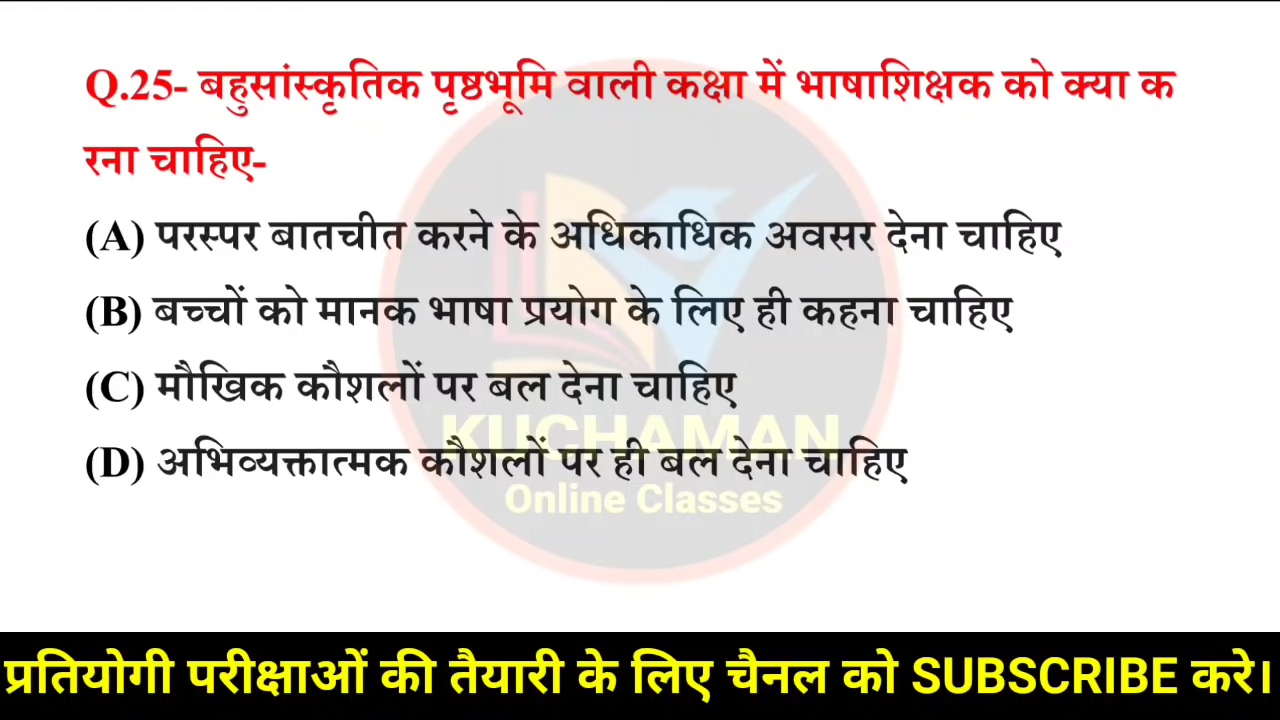 Q.25- बहुसांस्कृतिक पृष्ठभूमि वाली कक्षा में भाषाशिक्षक को क्या क
रना चाहिए-
(A) परस्पर बातचीत करने के अधिकाधिक अवसर देना चाहिए
(B) बच्चों को मानक भाषा प्रयोग के लिए ही कहना चाहिए
(C) मौखिक कौशलों पर बल देना चाहिए
KUCHAMAN
(D) अभिव्यक्तात्मक कौशलों पर ही बल देना चाहिए
Online Classes
प्रतियोगी परीक्षाओं की तैयारी के लिए चैनल को SUBSCRIBE करे।